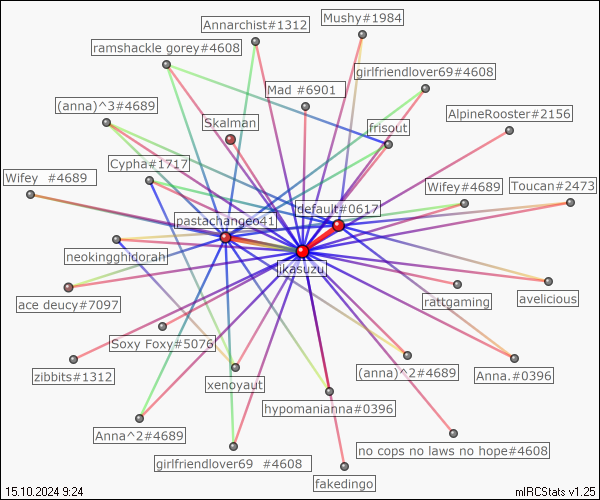 Mushy#1984
Annarchist#1312
ramshackle gorey#4608
girlfriendlover69#4608
Mad #6901
(anna)^3#4689
AlpineRooster#2156
Skalman
frisout
Cypha#1717
Wifey  #4689
Wifey#4689
Toucan#2473
default#0617
pastachangeo41
neokingghidorah
jkasuzu
ace deucy#7097
rattgaming
avelicious
Soxy Foxy#5076
zibbits#1312
xenoyaut
(anna)^2#4689
Anna.#0396
hypomanianna#0396
Anna^2#4689
no cops no laws no hope#4608
girlfriendlover69  #4608
fakedingo
15.10.2024 9:24
mIRCStats v1.25